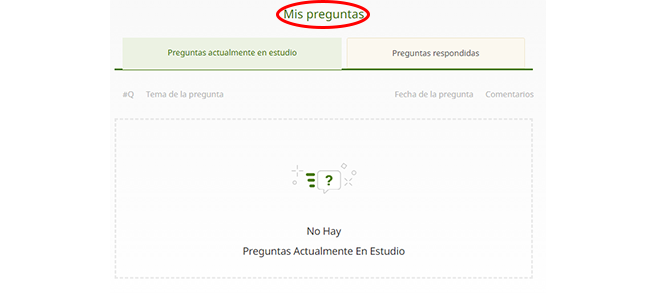 Mis preguntas
Preguntas actualmente en estudio Preguntas respondidas
#Q Tema de la pregunta Fecha de la pregunta Comentarios
?
No Hay
Preguntas Actualmente En Estudio